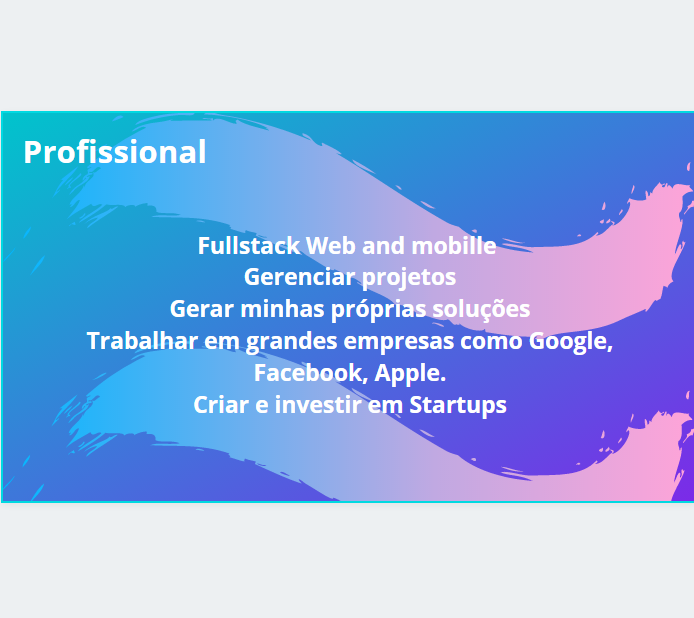 Profissional
Fullstack Web and mobille
Gerenciar projetos
Gerar minhas próprias soluções
Trabalhar em grandes empresas como Google,
Facebook, Apple.
Criar e investir em Startups